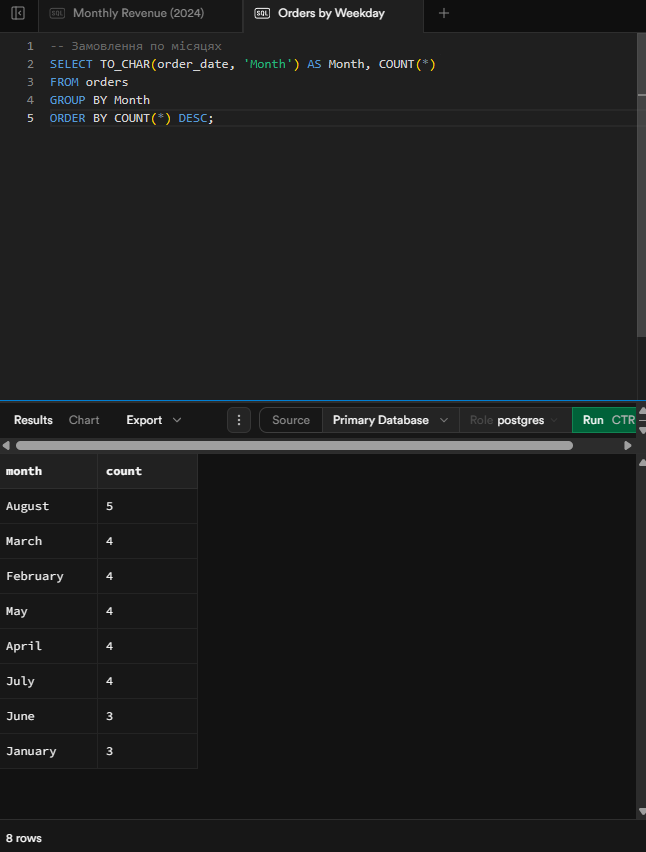 SQL Monthly Revenue (2024) SQL Orders by Weekday +
1 -- Замовлення по місяцях
2 SELECT TO_CHAR(order_date, 'Month') AS Month, COUNT(*)
3 FROM orders
4 GROUP BY Month
5 ORDER BY COUNT(*) DESC;
Results Chart Export Source Primary Database Role postgres Run CTR
month count
August 5
March 4
February 4
May 4
April 4
July 4
June 3
January 3
8 rows